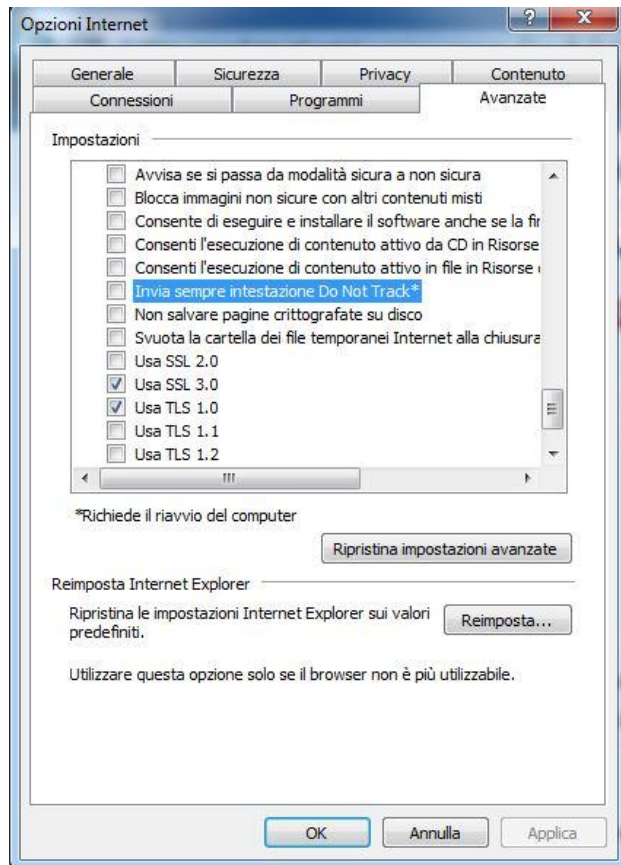 Opzioni Internet
Generale Sicurezza Privacy Contenuto
Connessioni Programmi Avanzate
Impostazioni
Avvisa se si passa da modalità sicura a non sicura
Blocca immagini non sicure con altri contenuti misti
Consente di eseguire e installare il software anche se la fir
Consenti l'esecuzione di contenuto attivo da CD in Risorse
Consenti l'esecuzione di contenuto attivo in file in Risorse
Invia sempre intestazione Do Not Track*
Non salvare pagine crittografate su disco
Svuota la cartella dei file temporanei Internet alla chiusura
Usa SSL 2.0
Usa SSL 3.0
Usa TLS 1.0
Usa TLS 1.1
Usa TLS 1.2
*Richiede il riavvio del computer
Ripristina impostazioni avanzate
Reimposta Internet Explorer
Ripristina le impostazioni Internet Explorer sui valori
predefiniti.
Reimposta...
Utilizzare questa opzione solo se il browser non è più utilizzabile.
OK Annulla Applica